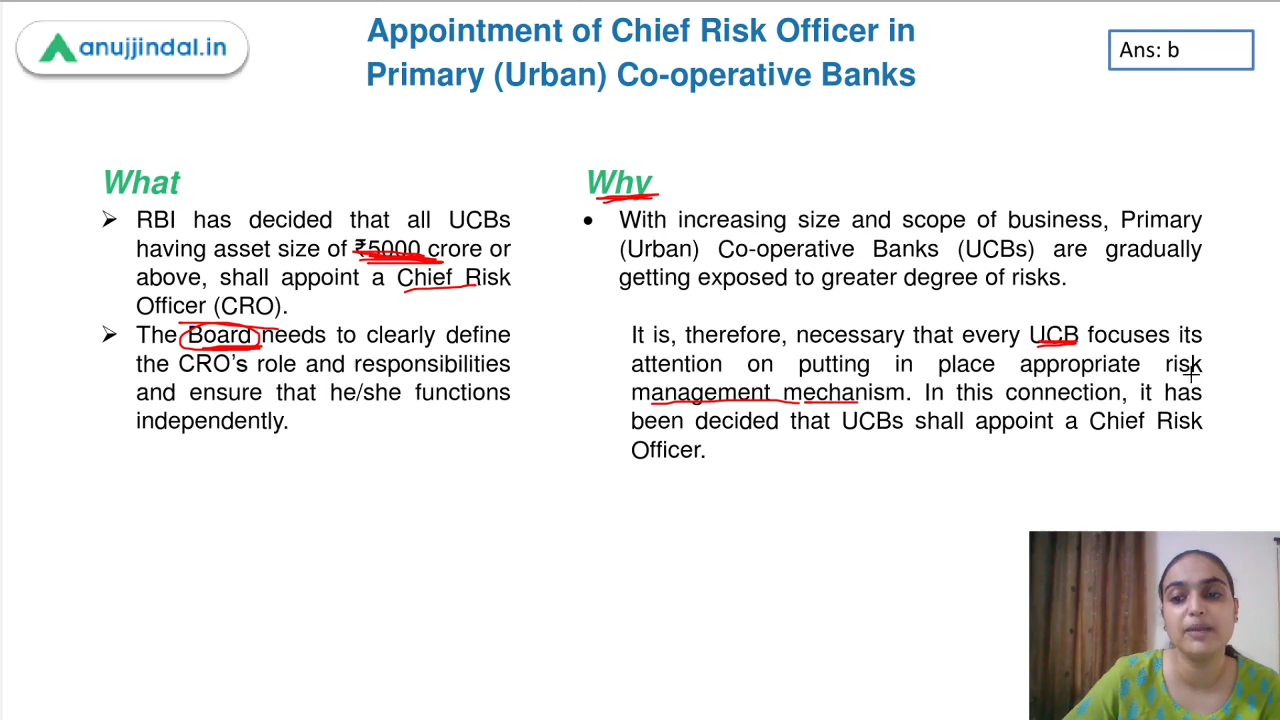 anujjindal.in
Appointment of Chief Risk Officer in
Primary (Urban) Co-operative Banks
Ans: b
What
➢ RBI has decided that all UCBs
having asset size of ₹5000 crore or
above, shall appoint a Chief Risk
Officer (CRO).
➢ The Board needs to clearly define
the CRO's role and responsibilities
and ensure that he/she functions
independently.
Why
• With increasing size and scope of business, Primary
(Urban) Co-operative Banks (UCBs) are gradually
getting exposed to greater degree of risks.
It is, therefore, necessary that every UCB focuses its
attention on putting in place appropriate risk
management mechanism. In this connection, it has
been decided that UCBs shall appoint a Chief Risk
Officer.